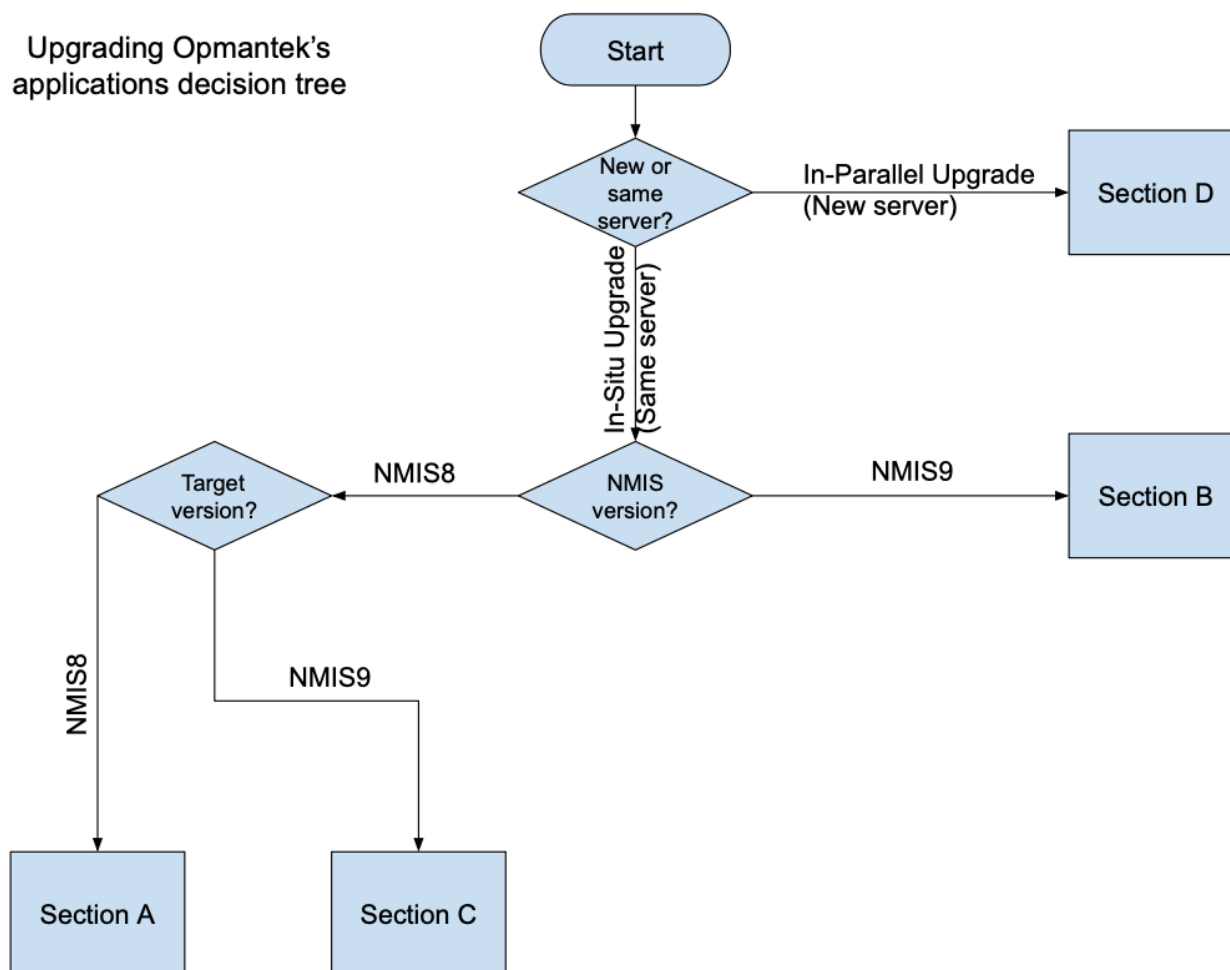 Upgrading Opmantek’s
applications decision tree
Start
New or
same
server?
In-Parallel Upgrade
(New server)
Section D
In-Situ Upgrade
(Same server)
Target
version?
NMIS8
NMIS
version?
NMIS9
Section B
NMIS8
NMIS9
Section A
Section C